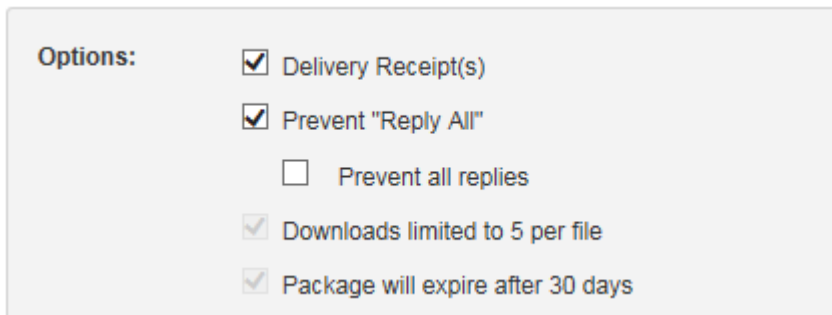 Options:
Delivery Receipt(s)
Prevent "Reply All"
Prevent all replies
Downloads limited to 5 per file
Package will expire after 30 days